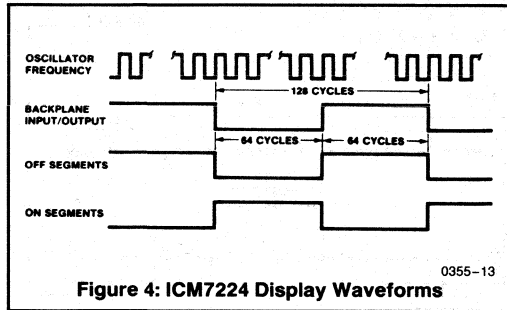 OSCILLATOR
FREQUENCY
128 CYCLES
BACKPLANE
INPUT/OUTPUT
64 CYCLES
64 CYCLES
OFF SEGMENTS
ON SEGMENTS
0355-13
Figure 4: ICM7224 Display Waveforms